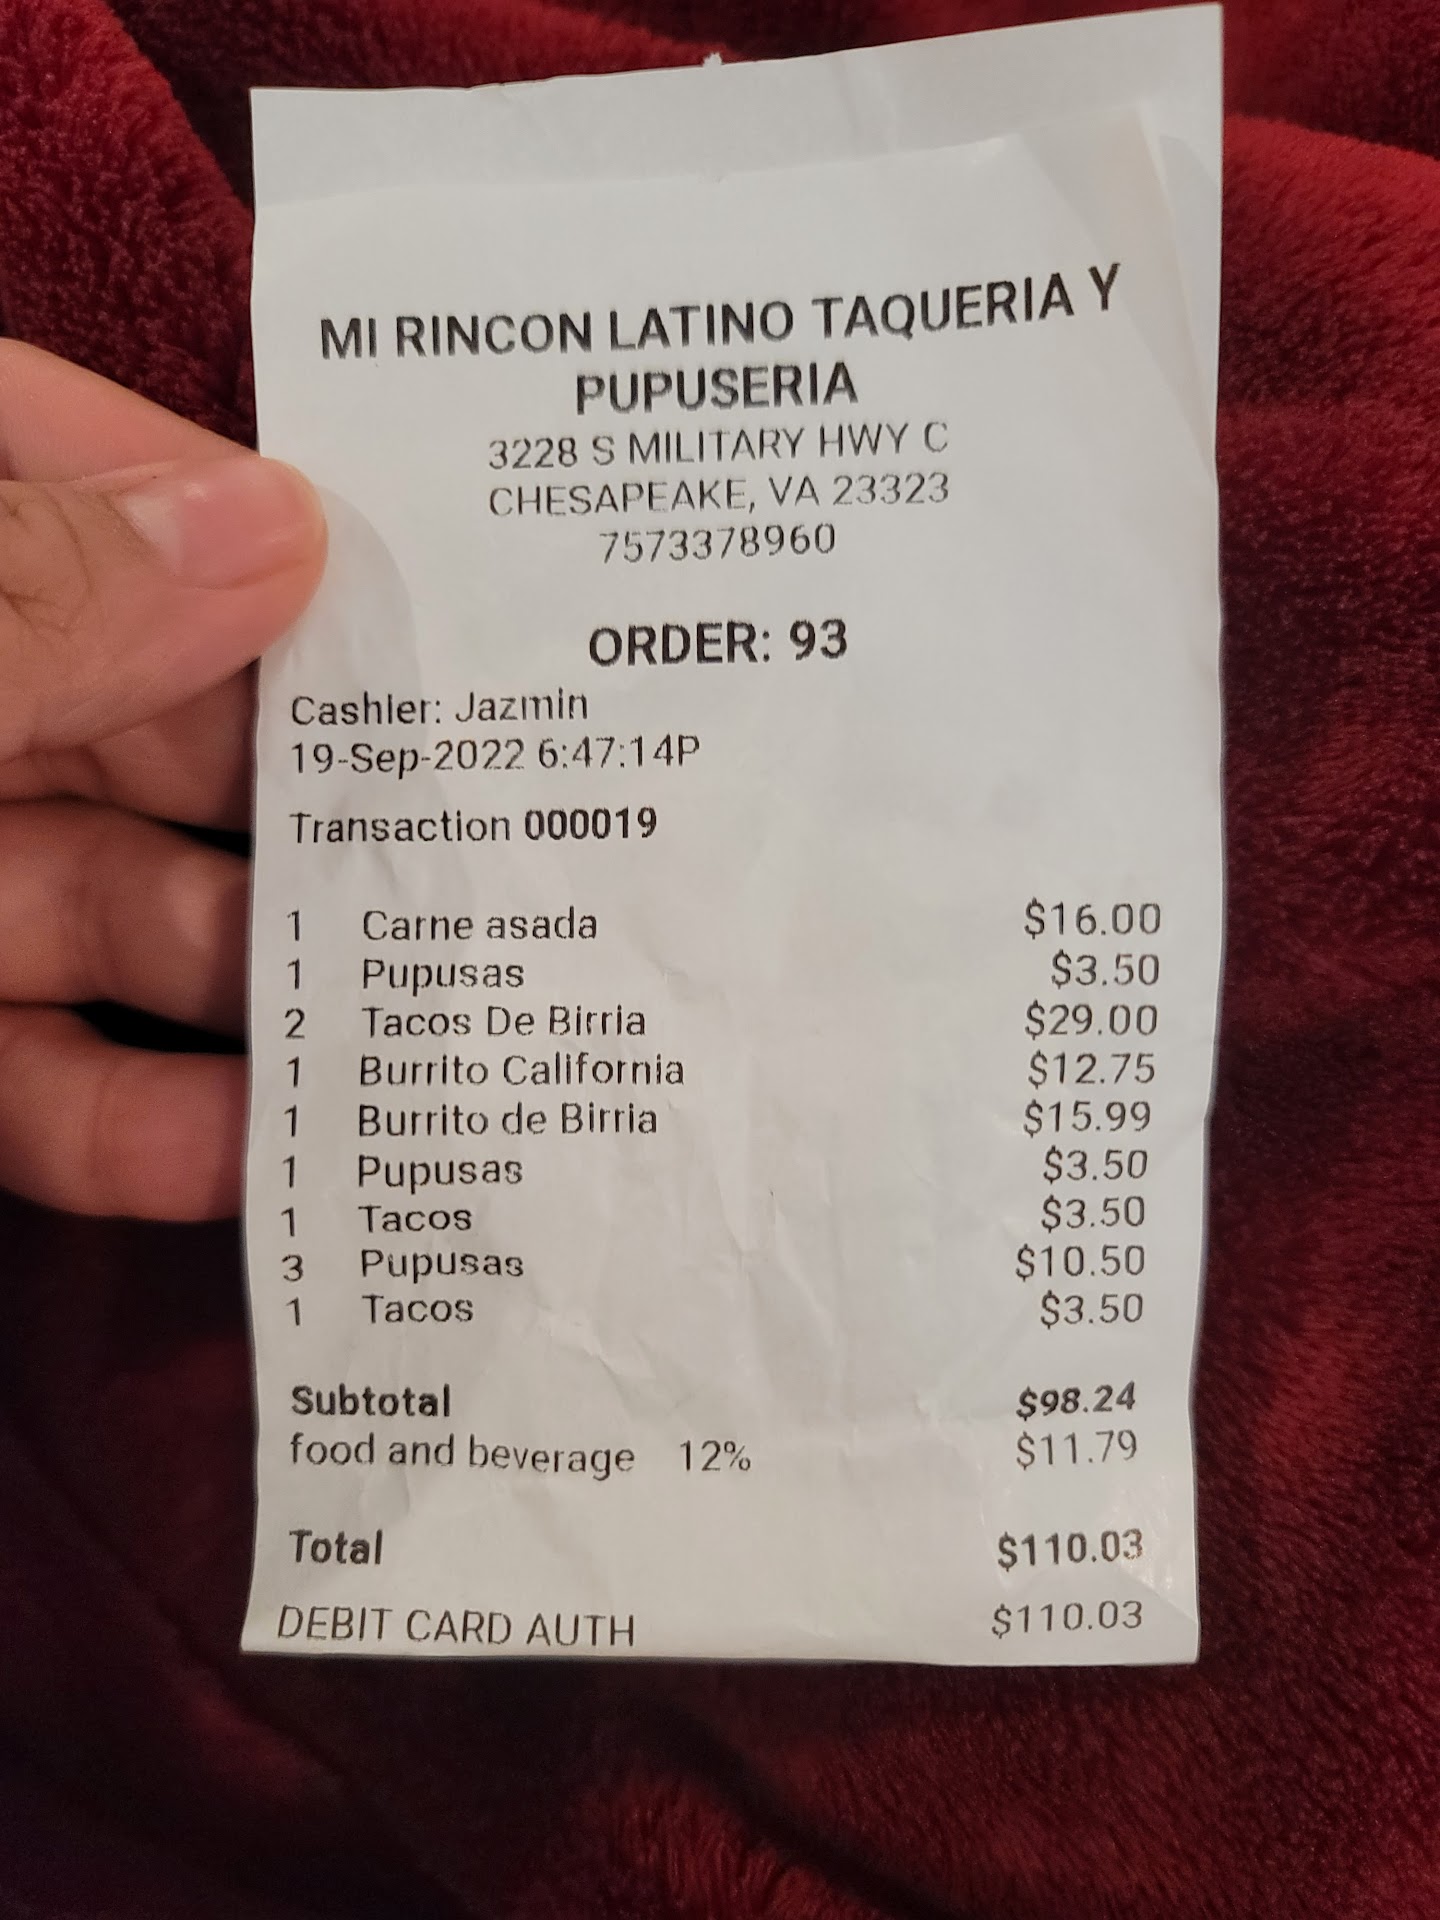 MI RINCON LATINO TAQUERIA Y
PUPUSERIA
3228 S MILITARY HWY C
CHESAPEAKE, VA 23323
7573378960
ORDER: 93
Cashier: Jazmin
19-Sep-2022 6:47:14P
Transaction 000019
1 Carne asada $16.00
1 Pupusas $3.50
2 Tacos De Birria $29.00
1 Burrito California $12.75
1 Burrito de Birria $15.99
1 Pupusas $3.50
1 Tacos $3.50
3 Pupusas $10.50
1 Tacos $3.50
Subtotal $98.24
food and beverage 12% $11.79
Total $110.03
DEBIT CARD AUTH $110.03